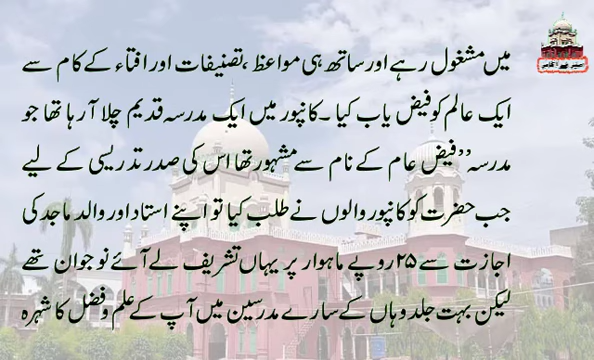 میں مشغول رہے اور ساتھ ہی مواعظ ،تصنیفات اور افتاء کے کام سے
ایک عالم کو فیض یاب کیا ۔ کانپور میں ایک مدرسہ قدیم چلا آ رہا تھا جو
مدرسہ’’ فیض عام کے نام سے مشہور تھا اس کی صدر تدریسی کے لیے
جب حضرت کو کانپور والوں نے طلب کیا تو اپنے استاد اور والد ماجد کی
اجازت سے ۲۵ روپے ماہوار پر یہاں تشریف لے آئے نو جوان تھے
لیکن بہت جلد وہاں کے سارے مدرسین میں آپ کے علم و فضل کا شہرہ